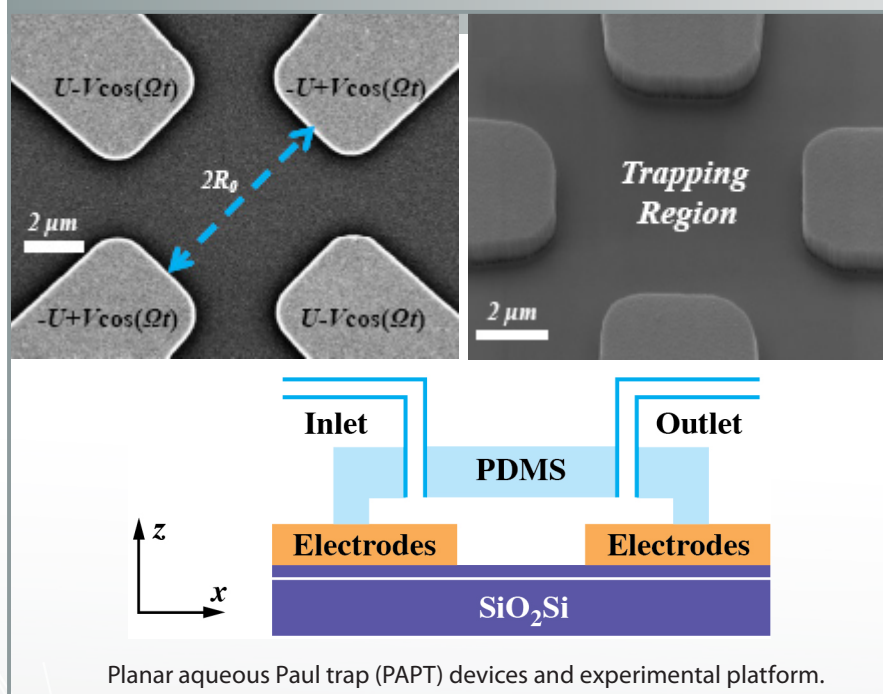 U-Vcos(Ωt)
-U+Vcos(Ωt)
2R₀
2 μm
-U+Vcos(Ωt)
U-Vcos(Ωt)
Trapping
Region
2 μm
Inlet
Outlet
PDMS
z
Electrodes
Electrodes
x
SiO₂Si
Planar aqueous Paul trap (PAPT) devices and experimental platform.